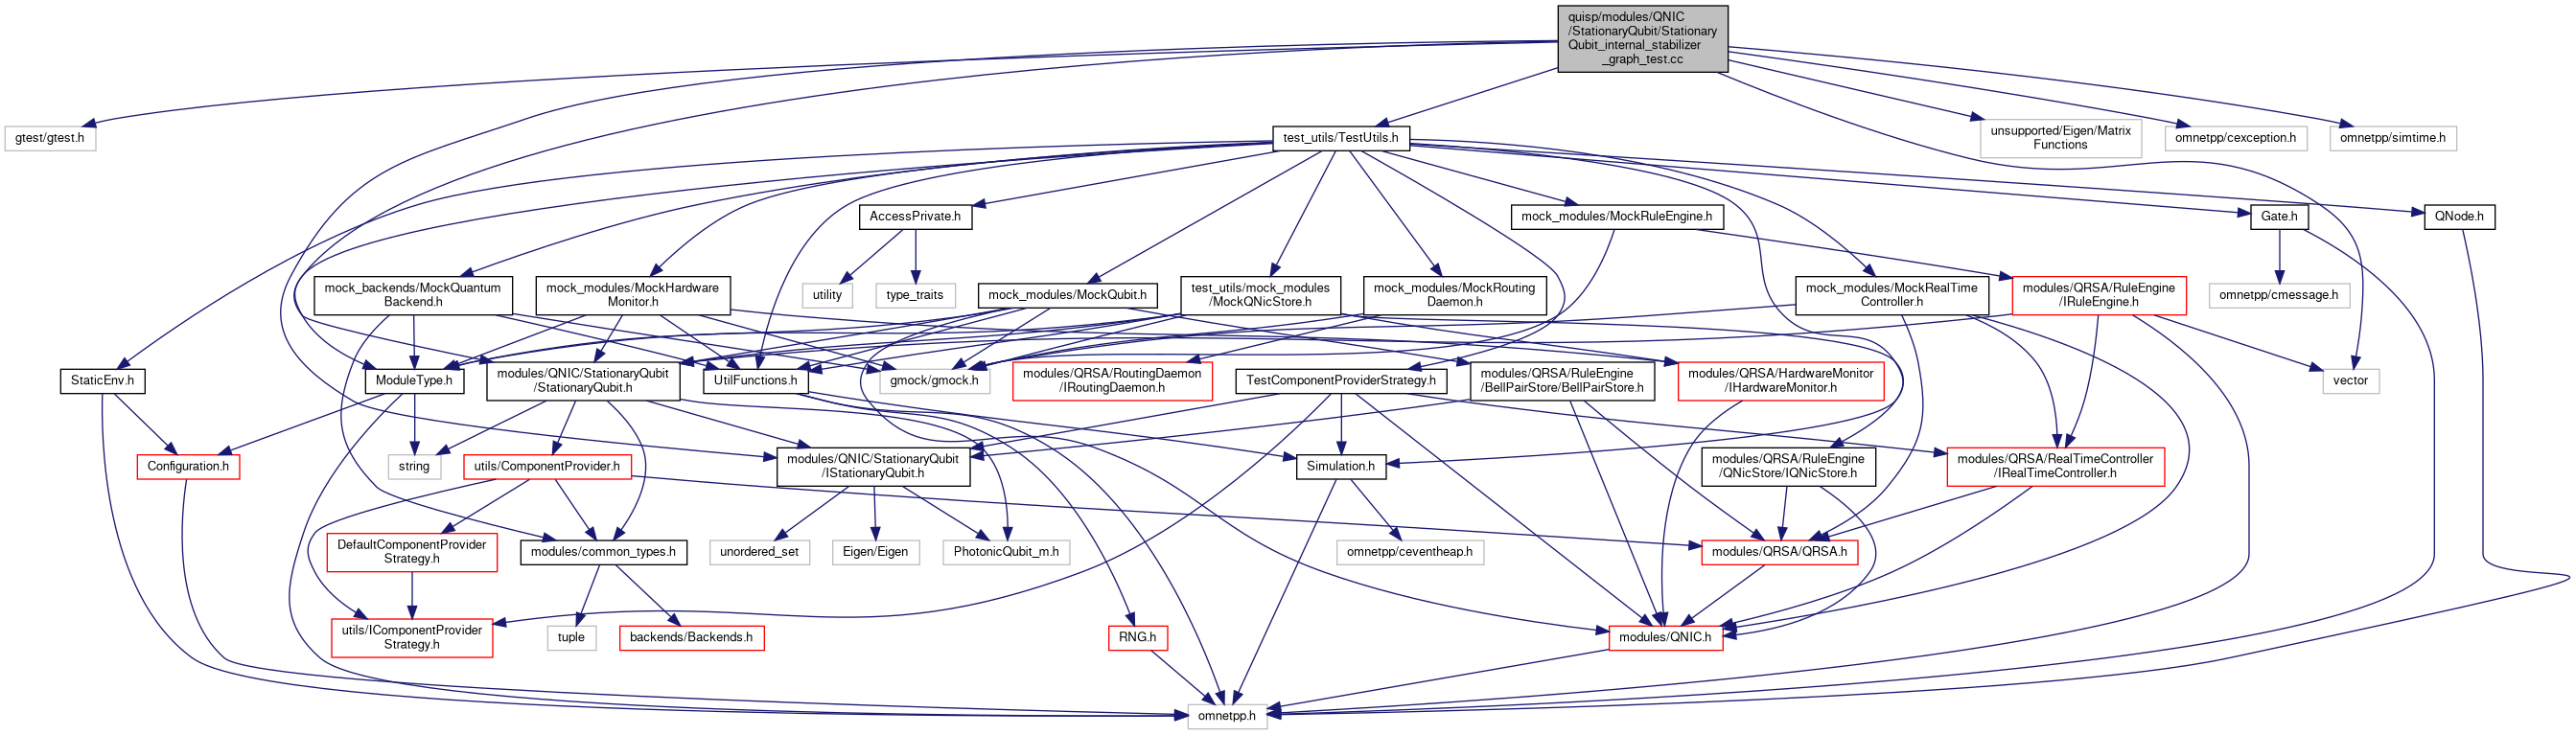 quisp/modules/QNIC
/StationaryQubit/Stationary
Qubit_internal_stabilizer
_graph_test.cc
gtest/gtest.h
test_utils/TestUtils.h
unsupported/Eigen/Matrix
Functions
omnetpp/cexception.h
omnetpp/simtime.h
AccessPrivate.h
mock_modules/MockRuleEngine.h
Gate.h
QNode.h
mock_backends/MockQuantum
Backend.h
mock_modules/MockHardware
Monitor.h
utility
type_traits
mock_modules/MockQubit.h
test_utils/mock_modules
/MockQNicStore.h
mock_modules/MockRouting
Daemon.h
mock_modules/MockRealTime
Controller.h
modules/QRSA/RuleEngine
/IRuleEngine.h
omnetpp/cmessage.h
StaticEnv.h
ModuleType.h
modules/QNIC/StationaryQubit
/StationaryQubit.h
UtilFunctions.h
gmock/gmock.h
modules/QRSA/RoutingDaemon
/IRoutingDaemon.h
TestComponentProviderStrategy.h
modules/QRSA/RuleEngine
/BellPairStore/BellPairStore.h
modules/QRSA/HardwareMonitor
/IHardwareMonitor.h
vector
Configuration.h
string
utils/ComponentProvider.h
modules/QNIC/StationaryQubit
/IStationaryQubit.h
Simulation.h
modules/QRSA/RuleEngine
/QNicStore/IQNicStore.h
modules/QRSA/RealTimeController
/IRealTimeController.h
DefaultComponentProvider
Strategy.h
modules/common_types.h
unordered_set
Eigen/Eigen
PhotonicQubit_m.h
omnetpp/ceventheap.h
modules/QRSA/QRSA.h
utils/IComponentProvider
Strategy.h
tuple
backends/Backends.h
RNG.h
modules/QNIC.h
omnetpp.h